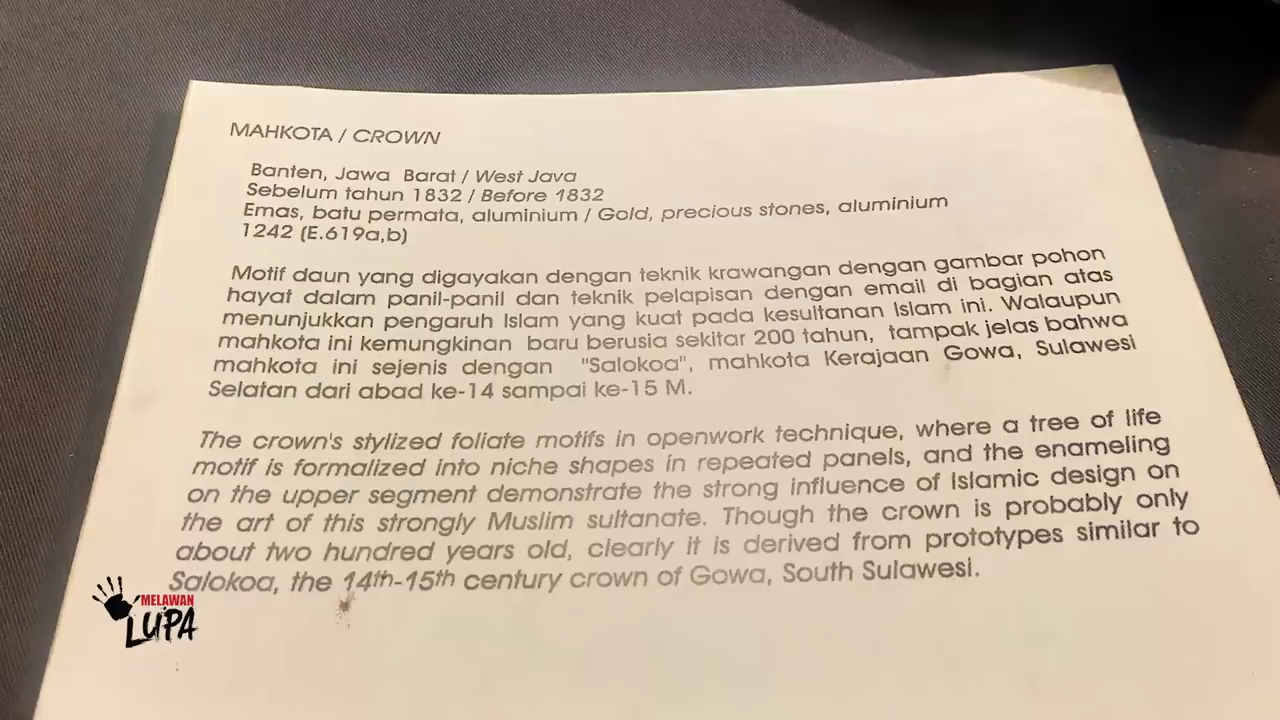 MAHKOTA / CROWN
Banten, Jawa Barat / West Java
Sebelum tahun 1832 / Before 1832
Emas, batu permata, aluminium / Gold, precious stones, aluminium
1242 (E.619a,b)
Motif daun yang digayakan dengan teknik krawangan dengan gambar pohon
hayat dalam panil-panil dan teknik pelapisan dengan email di bagian atas
menunjukkan pengaruh Islam yang kuat pada kesultanan Islam ini. Walaupun
mahkota ini kemungkinan baru berusia sekitar 200 tahun, tampak jelas bahwa
mahkota ini sejenis dengan "Salokoa", mahkota Kerajaan Gowa, Sulawesi
Selatan dari abad ke-14 sampai ke-15 M.
The crown's stylized foliate motifs in openwork technique, where a tree of life
motif is formalized into niche shapes in repeated panels, and the enameling
on the upper segment demonstrate the strong influence of Islamic design on
the art of this strongly Muslim sultanate. Though the crown is probably only
about two hundred years old, clearly it is derived from prototypes similar to
Salokoa, the 14th-15th century crown of Gowa, South Sulawesi.
MELAWAN
LUPA